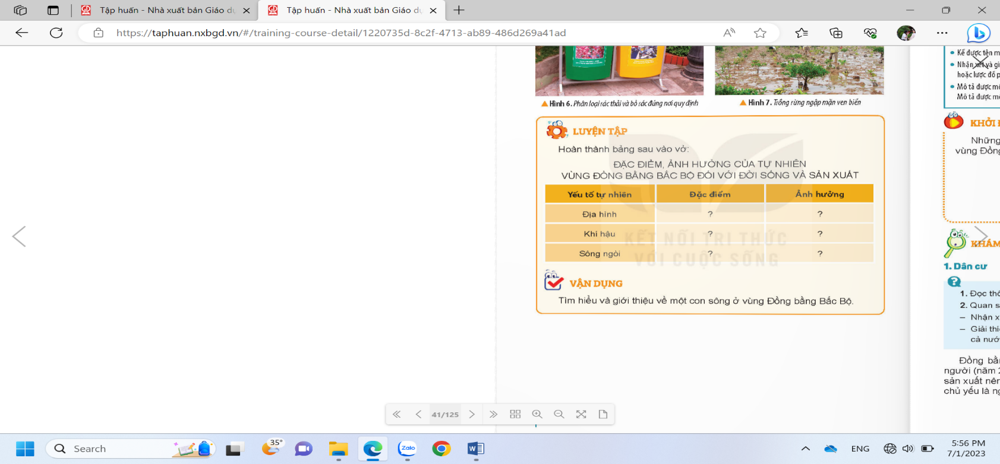 Tập huấn - Nhà xuất bản Giáo dụ
Tập huấn - Nhà xuất bản Giáo dụ
https://taphuan.nxbgd.vn/#/training-course-detail/1220735d-8c2f-4713-ab89-486d269a41ad
Hình 6. Phân loại rác thải và bỏ rác đúng nơi quy định
Hình 7. Trồng rừng ngập mặn ven biển
LUYỆN TẬP
Hoàn thành bảng sau vào vở:
ĐẶC ĐIỂM, ẢNH HƯỞNG CỦA TỰ NHIÊN
VÙNG ĐỒNG BẰNG BẮC BỘ ĐỐI VỚI ĐỜI SỐNG VÀ SẢN XUẤT
Yếu tố tự nhiên Đặc điểm Ảnh hưởng
Địa hình ? ?
Khí hậu ? ?
Sông ngòi ? ?
KẾT NỐI TRI THỨC
VỚI CUỘC SỐNG
VẬN DỤNG
Tìm hiểu và giới thiệu về một con sông ở vùng Đồng bằng Bắc Bộ.
Kể được tên m
Nhận xét và gi
hoặc lược đồ p
Mô tả được mộ
Mô tả được mộ
KHỞI Đ
Những
vùng Đồng
KHÁM
1. Dân cư
1. Đọc thô
2. Quan s
– Nhận x
– Giải thí
cả nướ
Đồng bằ
người (năm 2
sản xuất nên
chủ yếu là ng
41/125
Search
35°
Zalo
ENG
5:56 PM
7/1/2023